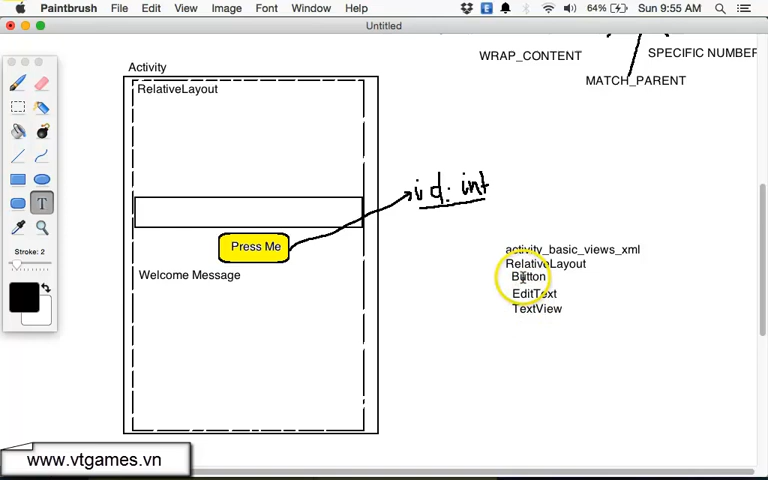 Paintbrush File Edit View Image Font Window Help 64% Sun 9:55 AM
Untitled
WRAP_CONTENT
SPECIFIC NUMBER
MATCH_PARENT
Activity
RelativeLayout
id: int
Press Me
Welcome Message
activity_basic_views_xml
RelativeLayout
Button
EditText
TextView
T
Stroke: 2
www.vtgames.vn